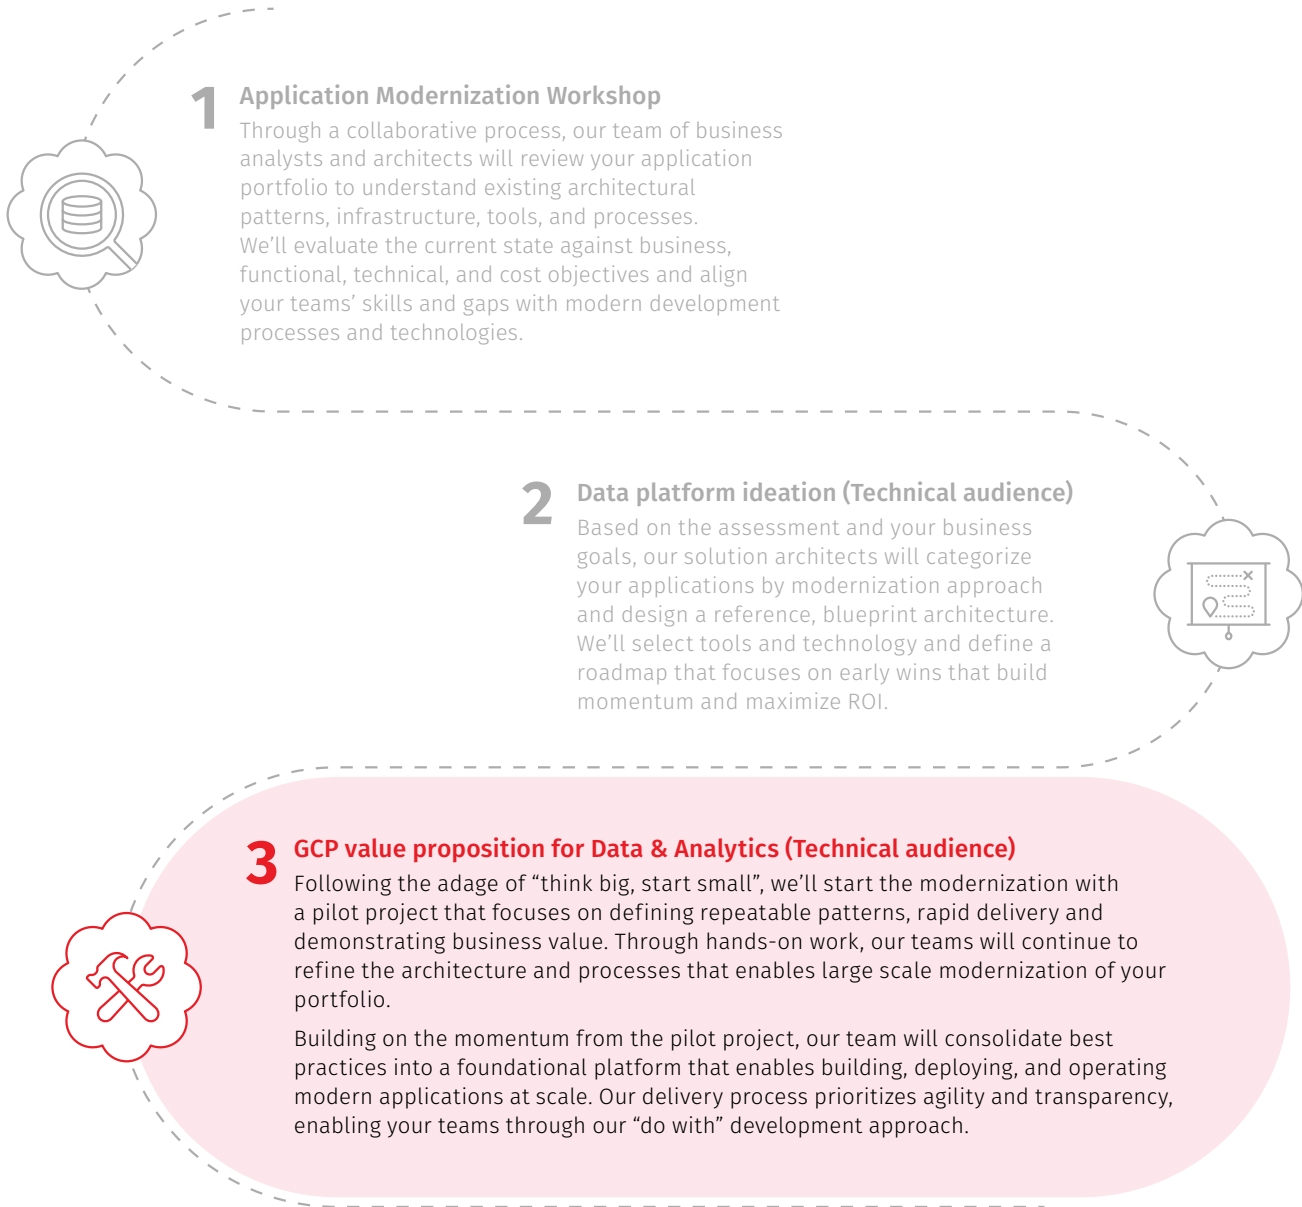 1 Application Modernization Workshop
Through a collaborative process, our team of business
analysts and architects will review your application
portfolio to understand existing architectural
patterns, infrastructure, tools, and processes.
We’ll evaluate the current state against business,
functional, technical, and cost objectives and align
your teams’ skills and gaps with modern development
processes and technologies.
2 Data platform ideation (Technical audience)
Based on the assessment and your business
goals, our solution architects will categorize
your applications by modernization approach
and design a reference, blueprint architecture.
We’ll select tools and technology and define a
roadmap that focuses on early wins that build
momentum and maximize ROI.
3 GCP value proposition for Data & Analytics (Technical audience)
Following the adage of “think big, start small”, we’ll start the modernization with
a pilot project that focuses on defining repeatable patterns, rapid delivery and
demonstrating business value. Through hands-on work, our teams will continue to
refine the architecture and processes that enables large scale modernization of your
portfolio.
Building on the momentum from the pilot project, our team will consolidate best
practices into a foundational platform that enables building, deploying, and operating
modern applications at scale. Our delivery process prioritizes agility and transparency,
enabling your teams through our “do with” development approach.